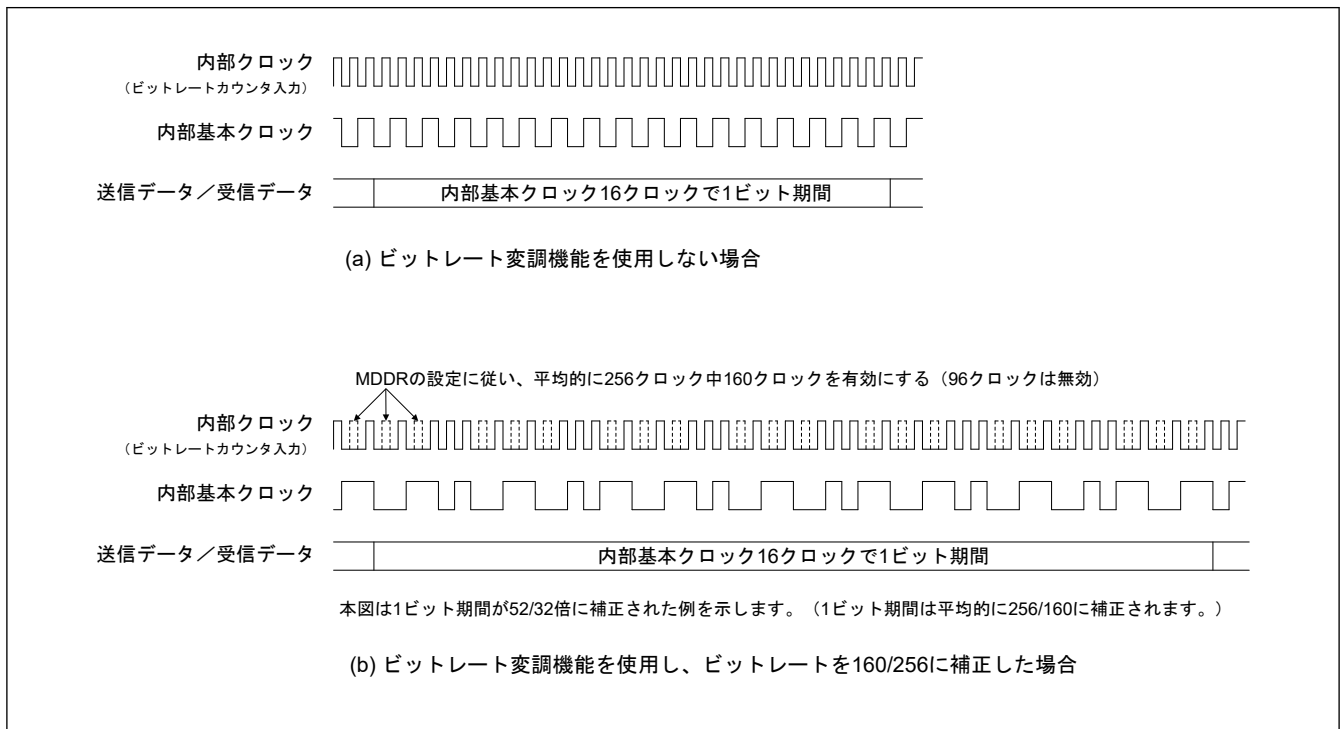 内部クロック
（ビットレートカウンタ入力）
内部基本クロック
送信データ／受信データ
内部基本クロック16クロックで1ビット期間
(a) ビットレート変調機能を使用しない場合
MDDRの設定に従い、平均的に256クロック中160クロックを有効にする（96クロックは無効）
内部クロック
（ビットレートカウンタ入力）
内部基本クロック
送信データ／受信データ
内部基本クロック16クロックで1ビット期間
本図は1ビット期間が52/32倍に補正された例を示します。（1ビット期間は平均的に256/160に補正されます。）
(b) ビットレート変調機能を使用し、ビットレートを160/256に補正した場合